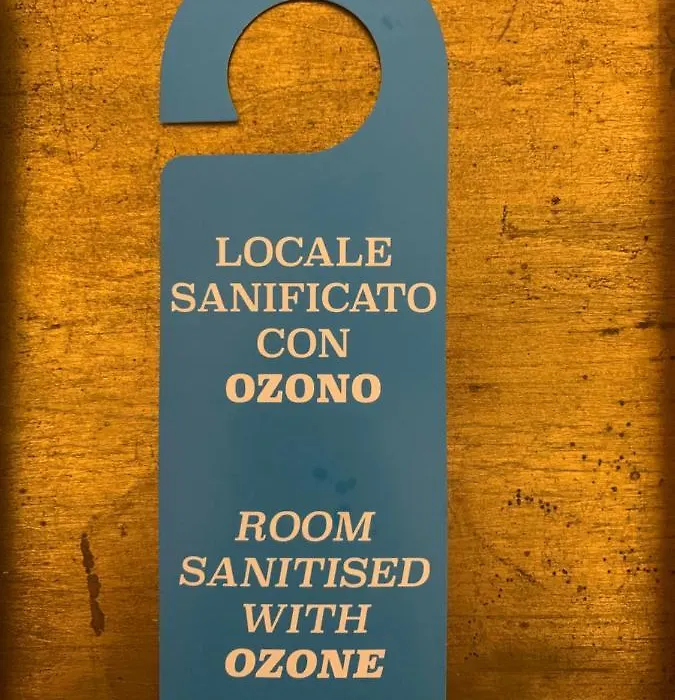 LOCALE
SANIFICATO
CON
OZONO
ROOM
SANITISED
WITH
OZONE